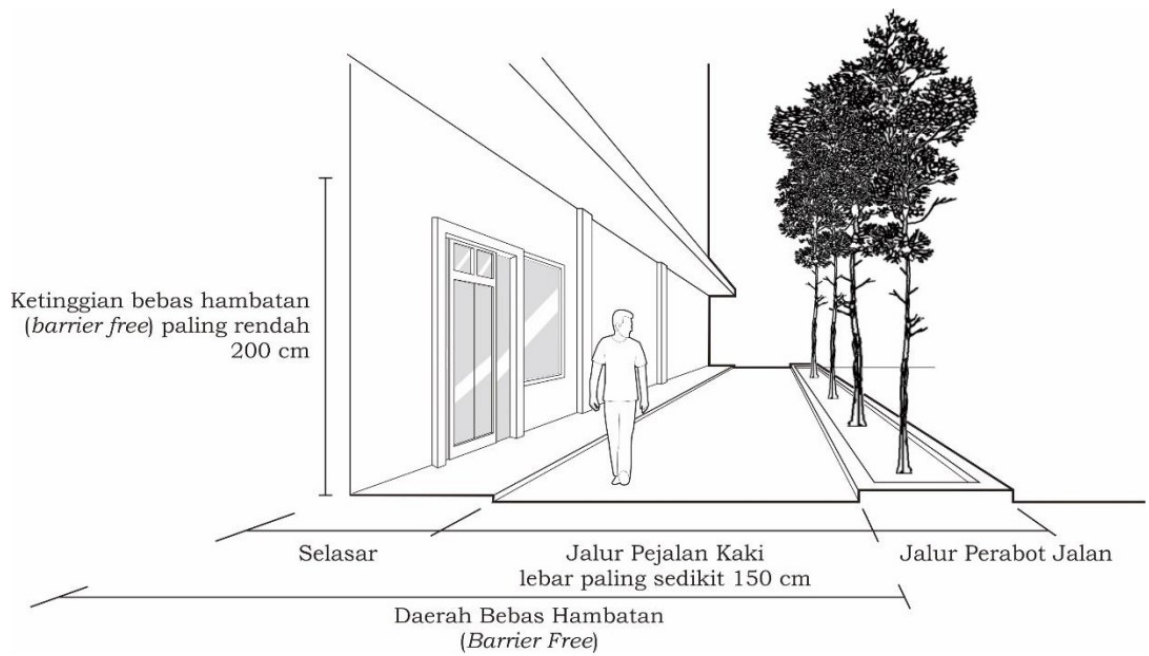 Ketinggian bebas hambatan
(barrier free) paling rendah
200 cm
Selasar
Jalur Pejalan Kaki
lebar paling sedikit 150 cm
Jalur Perabot Jalan
Daerah Bebas Hambatan
(Barrier Free)